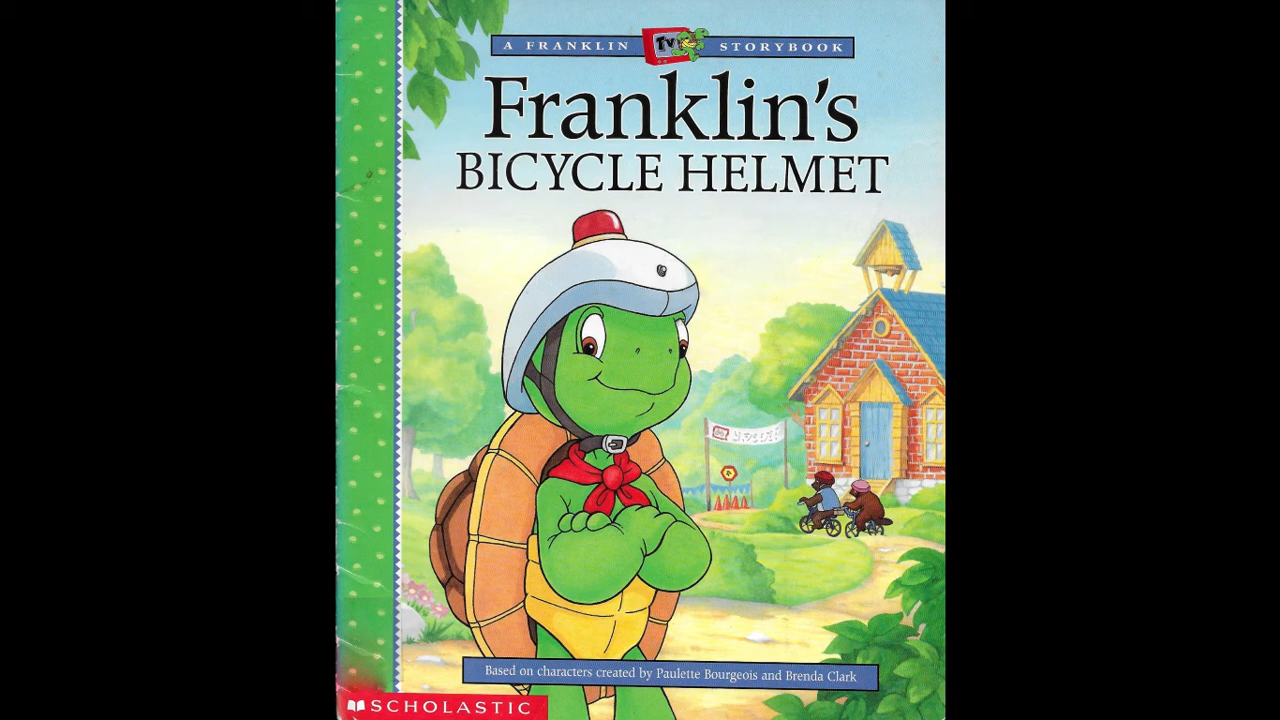 A FRANKLIN TV STORYBOOK
Franklin's
BICYCLE HELMET
Based on characters created by Paulette Bourgeois and Brenda Clark
SCHOLASTIC